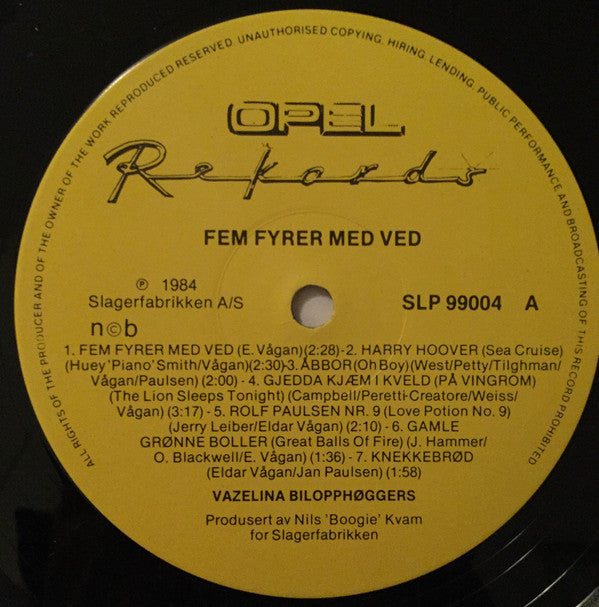 ALL RIGHTS OF THE PRODUCER AND OF THE OWNER OF THE WORK REPRODUCED RESERVED. UNAUTHORISED COPYING, HIRING, LENDING, PUBLIC PERFORMANCE AND BROADCASTING OF THIS RECORD PROHIBITED
OPEL
Rekords
FEM FYRER MED VED
℗ 1984
Slagerfabrikken A/S
SLP 99004 A
n©b
1. FEM FYRER MED VED (E. Vågan)(2:28)-2. HARRY HOOVER (Sea Cruise)
(Huey 'Piano' Smith/Vågan)(2:30)-3. ÅBBOR(Oh Boy)(West/Petty/Tilghman/
Vågan/Paulsen) (2:00) - 4. GJEDDA KJÆM I KVELD (PÅ VINGROM)
(The Lion Sleeps Tonight) (Campbell/Peretti-Creatore/Weiss/
Vågan) (3:17) - 5. ROLF PAULSEN NR. 9 (Love Potion No. 9)
(Jerry Leiber/Eldar Vågan) (2:10) - 6. GAMLE
GRØNNE BOLLER (Great Balls Of Fire) (J. Hammer/
O. Blackwell/E. Vågan) (1:36) - 7. KNEKKEBRØD
(Eldar Vågan/Jan Paulsen) (1:58)
VAZELINA BILOPPHØGGERS
Produsert av Nils 'Boogie' Kvam
for Slagerfabrikken